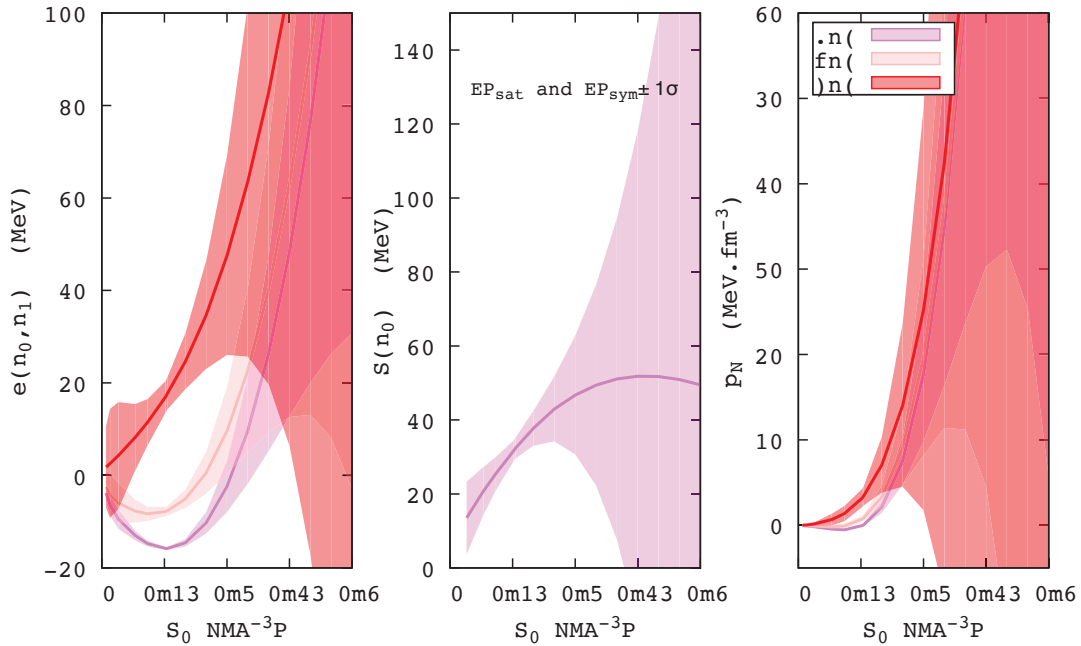 100
80
60
40
20
0
-20
e(n₀,n₁) (MeV)
0 0m13 0m5 0m43 0m6
S₀ NMA⁻³P
140
120
100
80
60
40
20
0
S(n₀) (MeV)
EPsat and EPsym± 1σ
0 0m13 0m5 0m43 0m6
S₀ NMA⁻³P
60
30
40
50
20
10
0
pN (MeV.fm⁻³)
.n(
fn(
)n(
0 0m13 0m5 0m43 0m6
S₀ NMA⁻³P